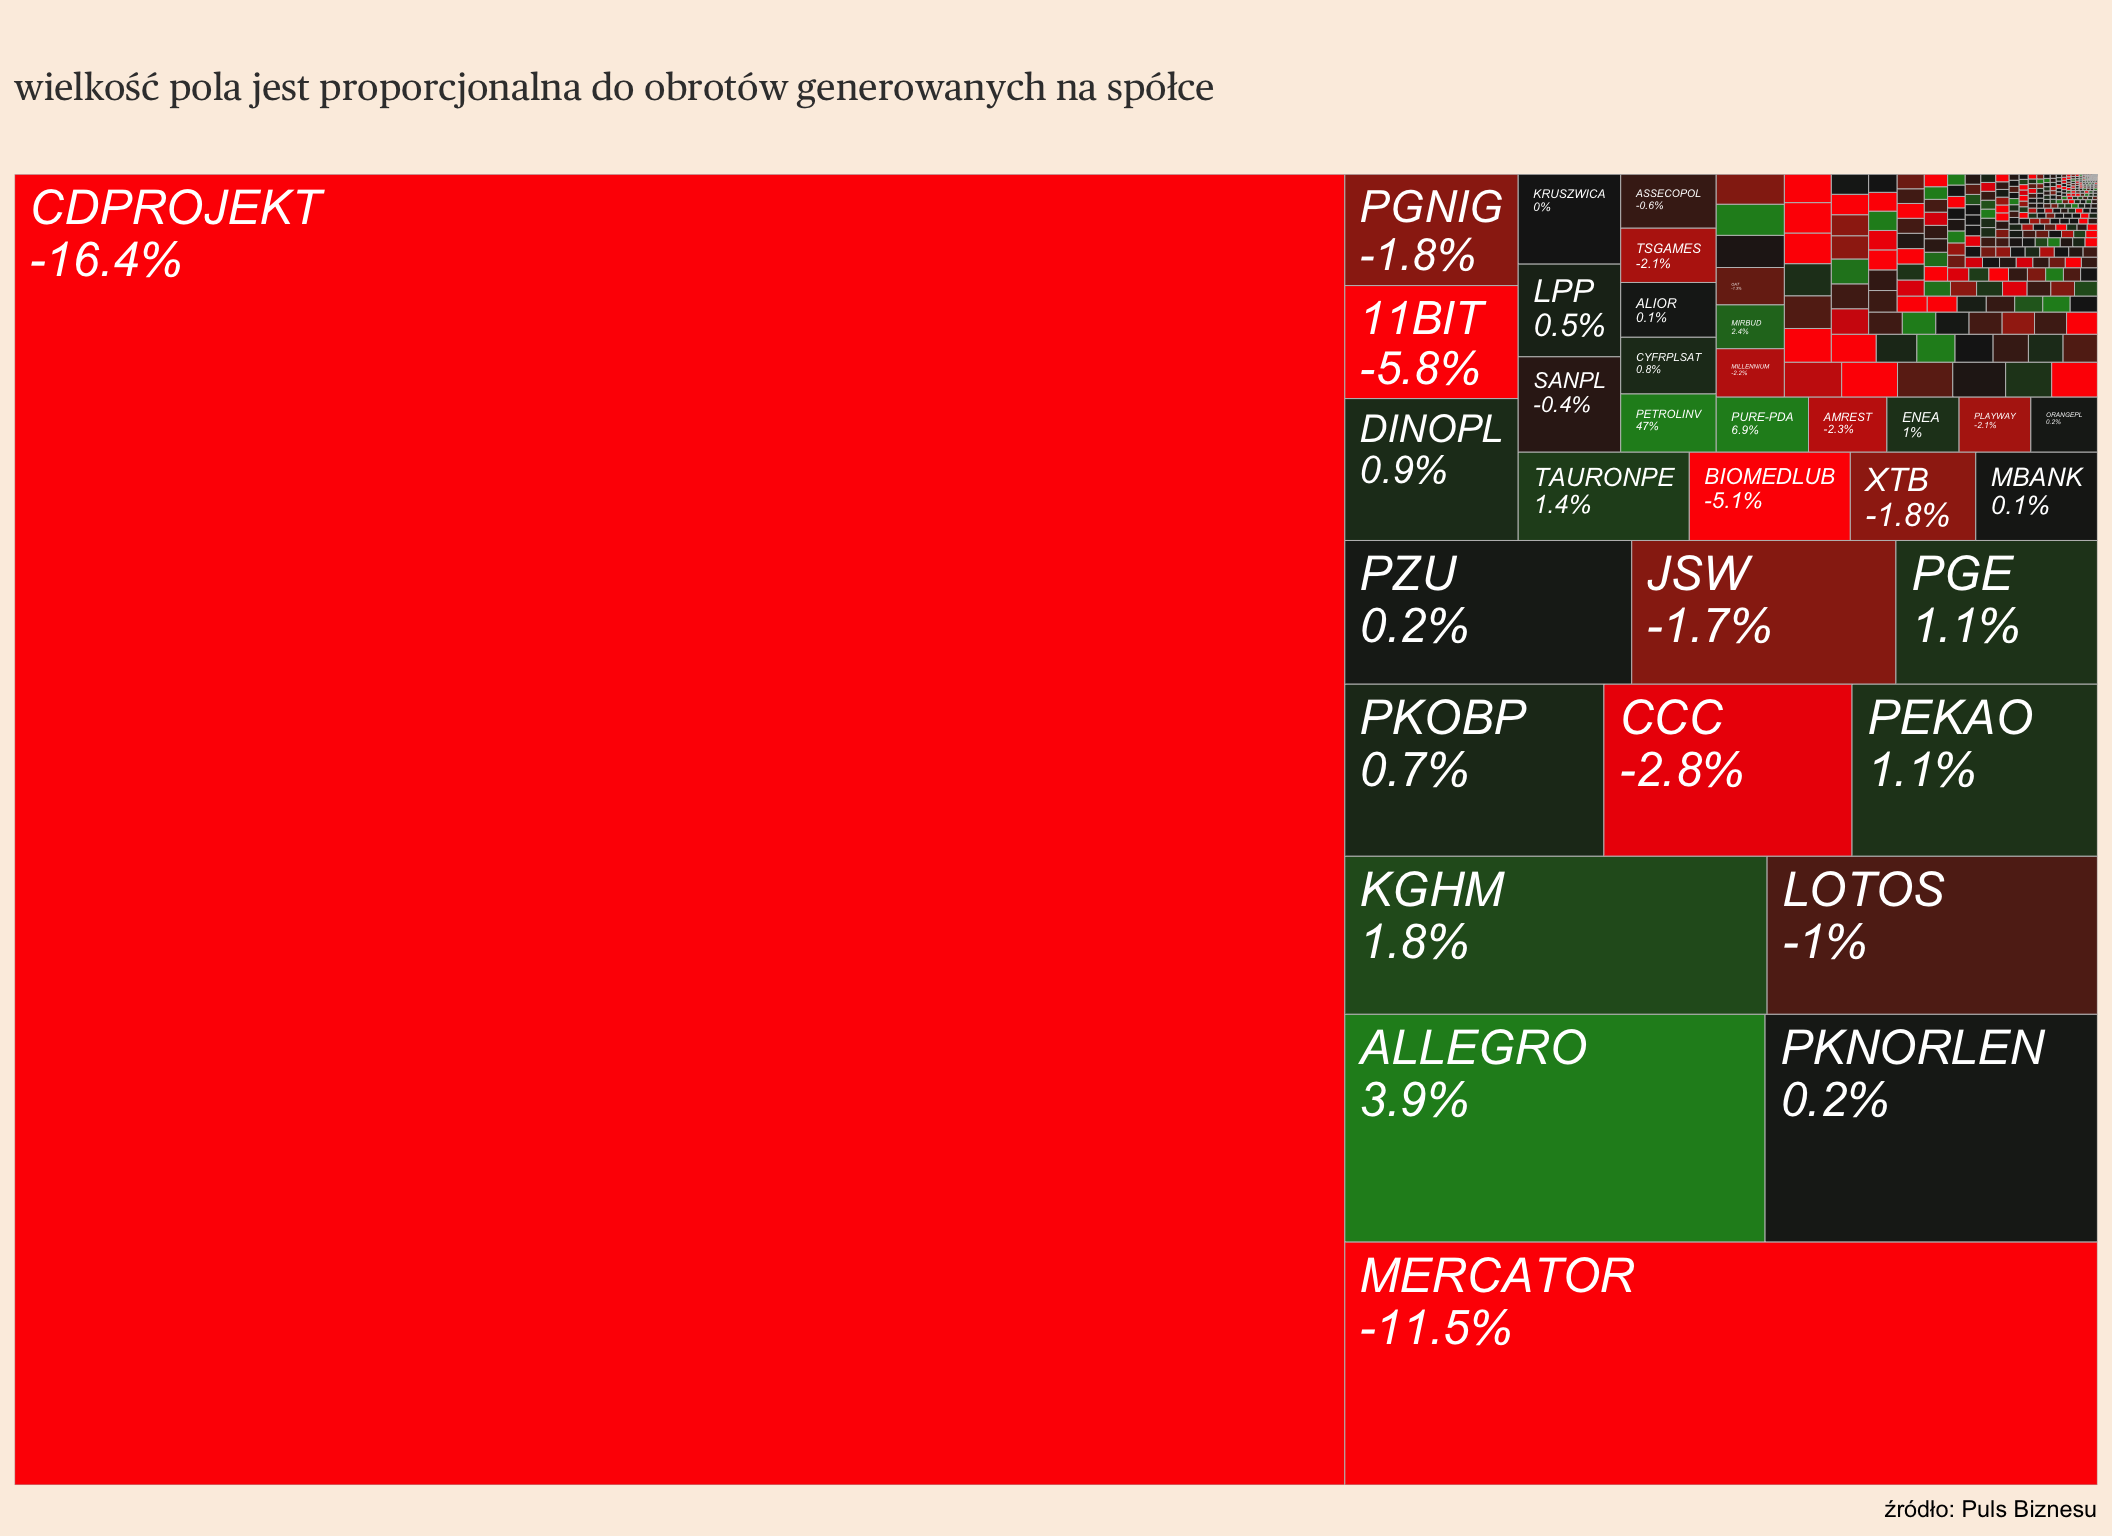 wielkość pola jest proporcjonalna do obrotów generowanych na spółce
CDPROJEKT
-16.4%
PGNIG
-1.8%
11BIT
-5.8%
DINOPL
0.9%
KRUSZWICA
0%
LPP
0.5%
SANPL
-0.4%
ASSECOPOL
-0.6%
TSGAMES
-2.1%
ALIOR
0.1%
CYFRPLSAT
0.8%
PETROLINV
47%
MIRBUD
2.4%
MILLENNIUM
-2.2%
PURE-PDA
6.9%
AMREST
-2.3%
ENEA
1%
PLAYWAY
-2.1%
ORANGEPL
0.2%
TAURONPE
1.4%
BIOMEDLUB
-5.1%
XTB
-1.8%
MBANK
0.1%
PZU
0.2%
JSW
-1.7%
PGE
1.1%
PKOBP
0.7%
CCC
-2.8%
PEKAO
1.1%
KGHM
1.8%
LOTOS
-1%
ALLEGRO
3.9%
PKNORLEN
0.2%
MERCATOR
-11.5%
źródło: Puls Biznesu